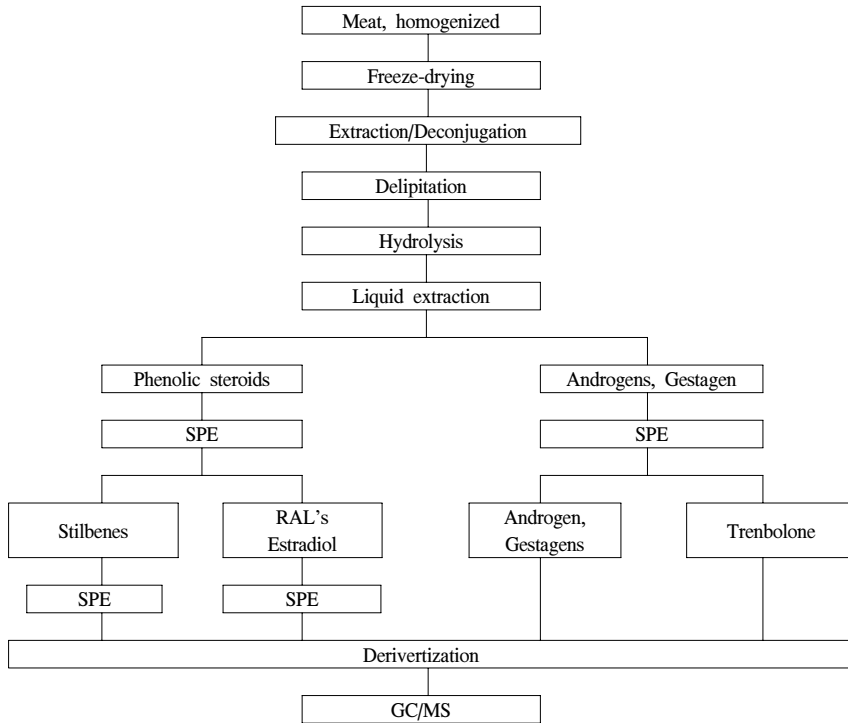 Meat, homogenized
Freeze-drying
Extraction/Deconjugation
Delipitation
Hydrolysis
Liquid extraction
Phenolic steroids
Androgens, Gestagen
SPE
SPE
Stilbenes
RAL's
Estradiol
Androgen,
Gestagens
Trenbolone
SPE
SPE
Derivertization
GC/MS